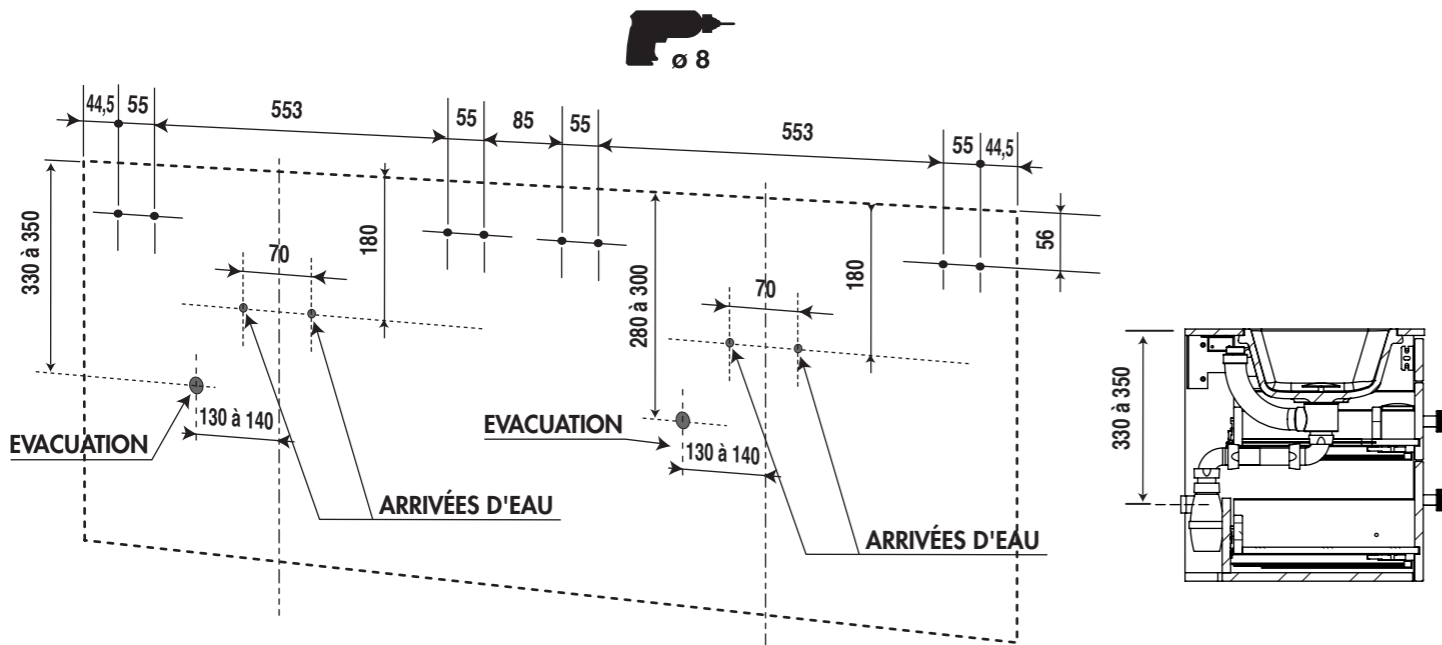 ø 8
44,5 55 553 55 85 55 553 55 44,5
330 à 350
70
180
280 à 300
70
180
56
330 à 350
130 à 140
EVACUATION
EVACUATION
130 à 140
ARRIVÉES D'EAU
ARRIVÉES D'EAU